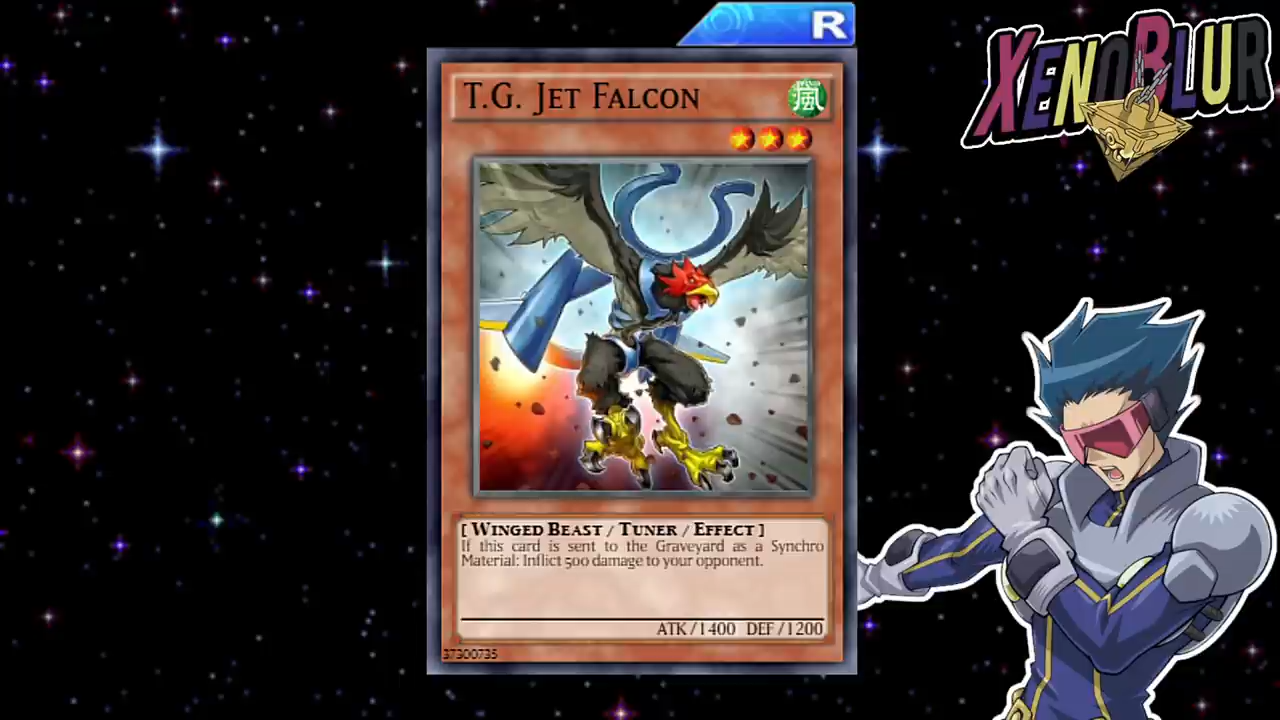 R
XENOBLUR
T.G. JET FALCON
風
[ WINGED BEAST / TUNER / EFFECT ]
If this card is sent to the Graveyard as a Synchro
Material: Inflict 500 damage to your opponent.
ATK/1400 DEF/1200
37300735